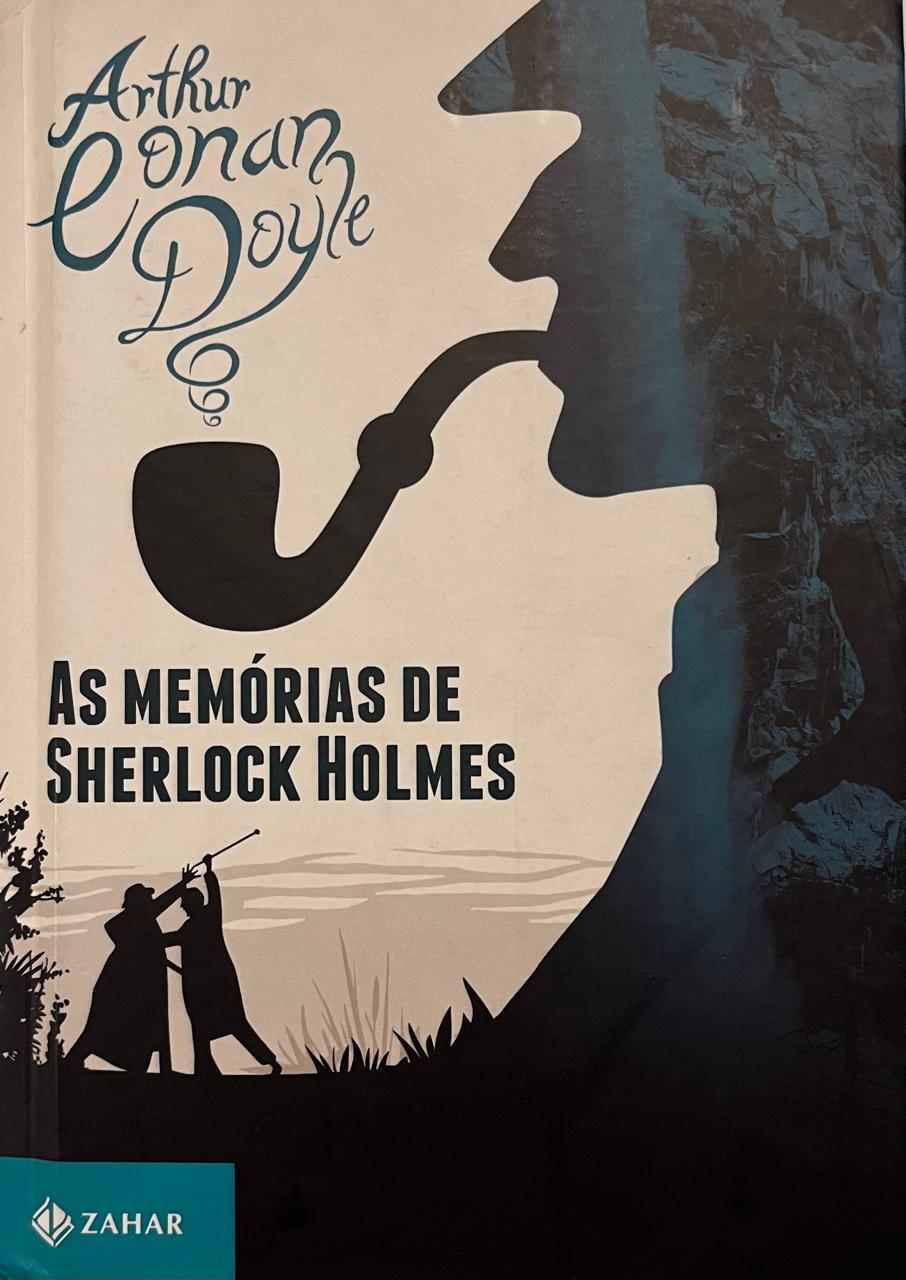 Arthur
Conan
Doyle
As memórias de
Sherlock Holmes
ZAHAR